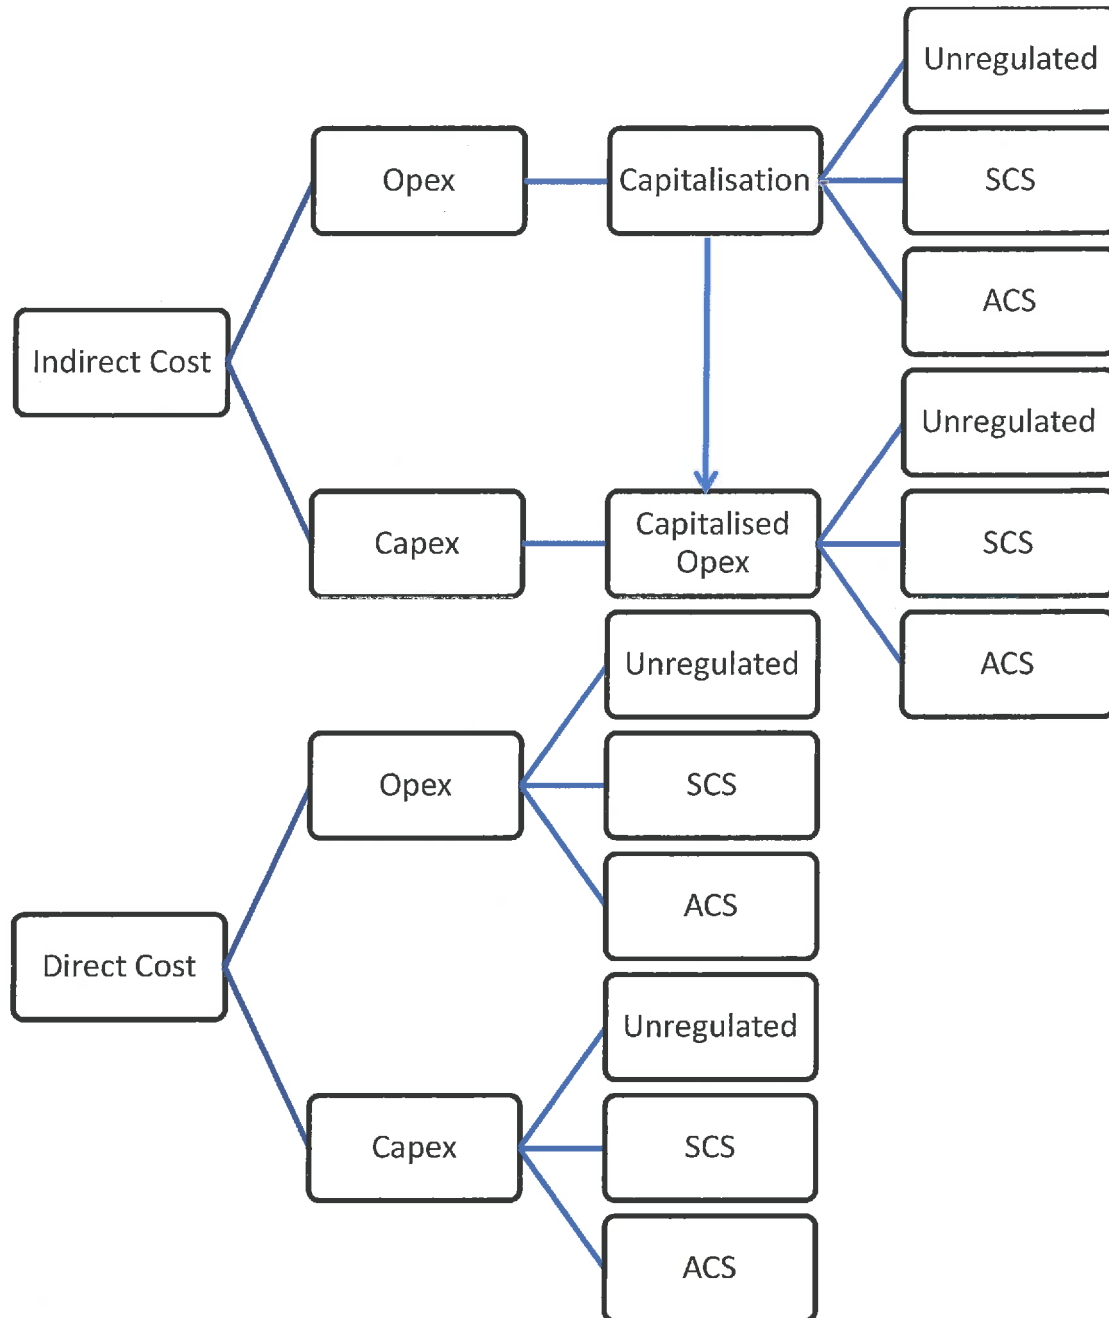 Unregulated
Opex
Capitalisation
SCS
ACS
Indirect Cost
Unregulated
Capex
Capitalised
Opex
SCS
ACS
Unregulated
Opex
SCS
ACS
Direct Cost
Unregulated
Capex
SCS
ACS